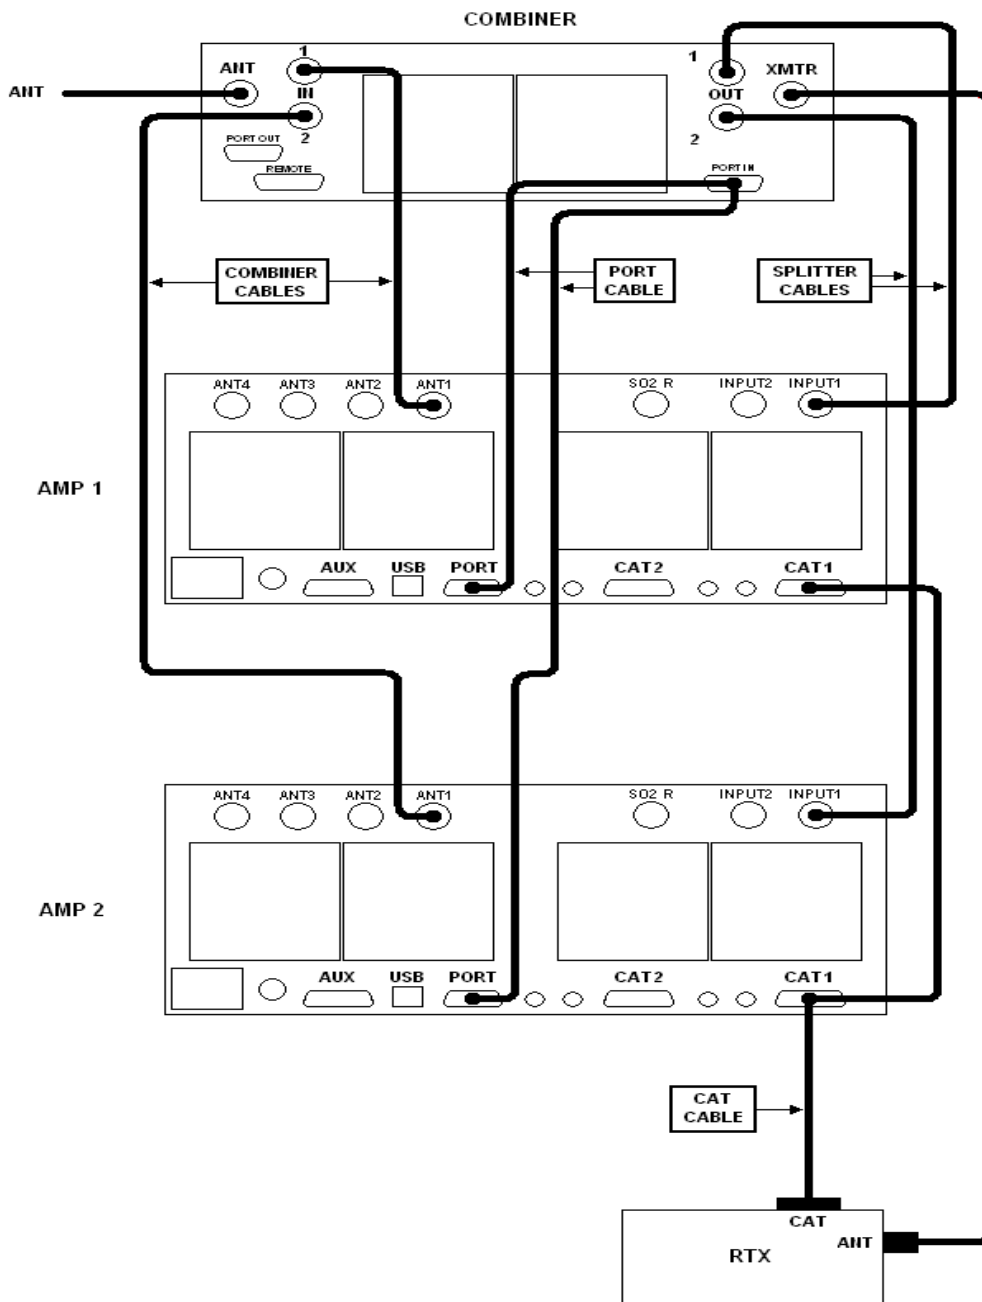 COMBINER
ANT
ANT
1
IN
2
PORT OUT
REMOTE
1
OUT
2
XMTR
PORT IN
COMBINER
CABLES
PORT
CABLE
SPLITTER
CABLES
ANT4 ANT3 ANT2 ANT1 SO2 R INPUT2 INPUT1
AMP 1
AUX USB PORT CAT2 CAT1
ANT4 ANT3 ANT2 ANT1 SO2 R INPUT2 INPUT1
AMP 2
AUX USB PORT CAT2 CAT1
CAT
CABLE
CAT
ANT
RTX